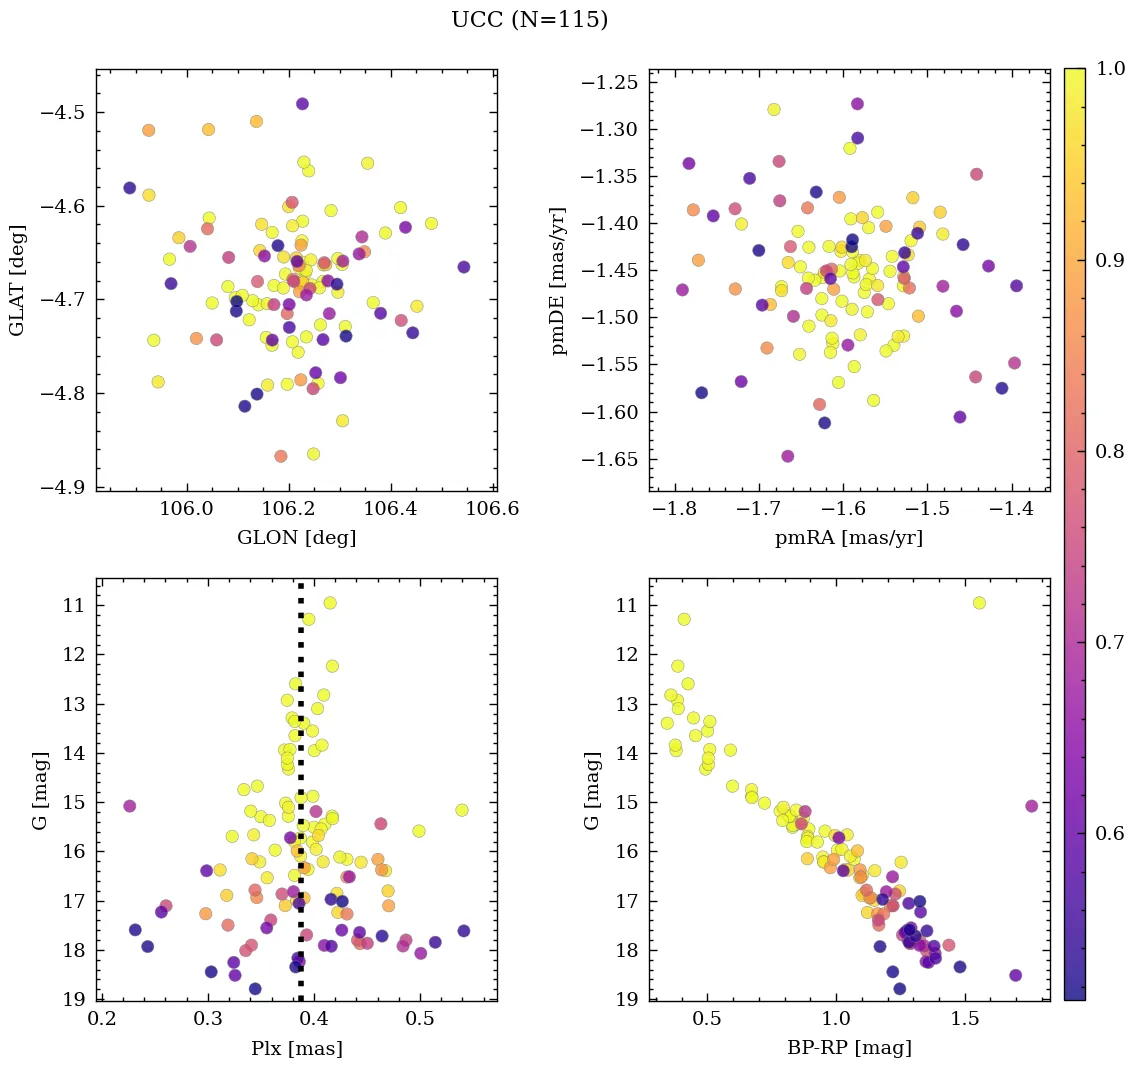 UCC (N=115)
−4.5
−4.6
−4.7
−4.8
−4.9
GLAT [deg]
106.0 106.2 106.4 106.6
GLON [deg]
−1.25
−1.30
−1.35
−1.40
−1.45
−1.50
−1.55
−1.60
−1.65
pmDE [mas/yr]
−1.8 −1.7 −1.6 −1.5 −1.4
pmRA [mas/yr]
1.0
0.9
0.8
0.7
0.6
11
12
13
14
15
16
17
18
19
G [mag]
0.2 0.3 0.4 0.5
Plx [mas]
11
12
13
14
15
16
17
18
19
G [mag]
0.5 1.0 1.5
BP-RP [mag]